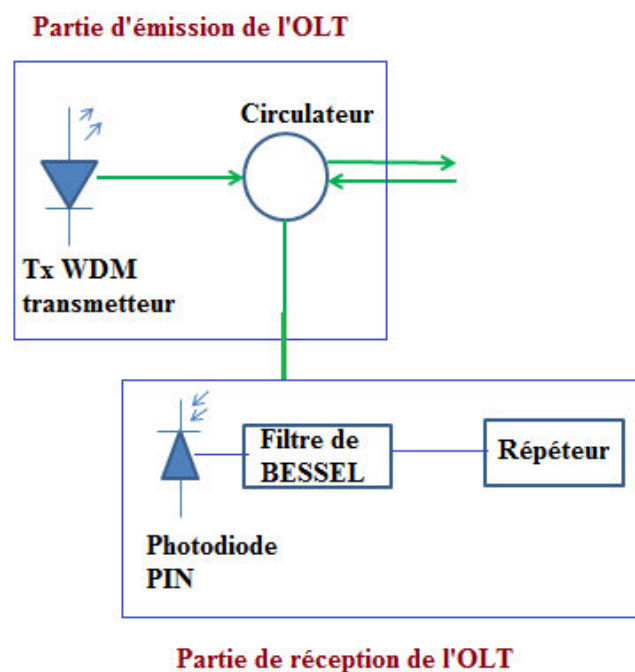 Partie d'émission de l'OLT
Circulateur
Tx WDM
transmetteur
Filtre de
BESSEL
Répéteur
Photodiode
PIN
Partie de réception de l'OLT